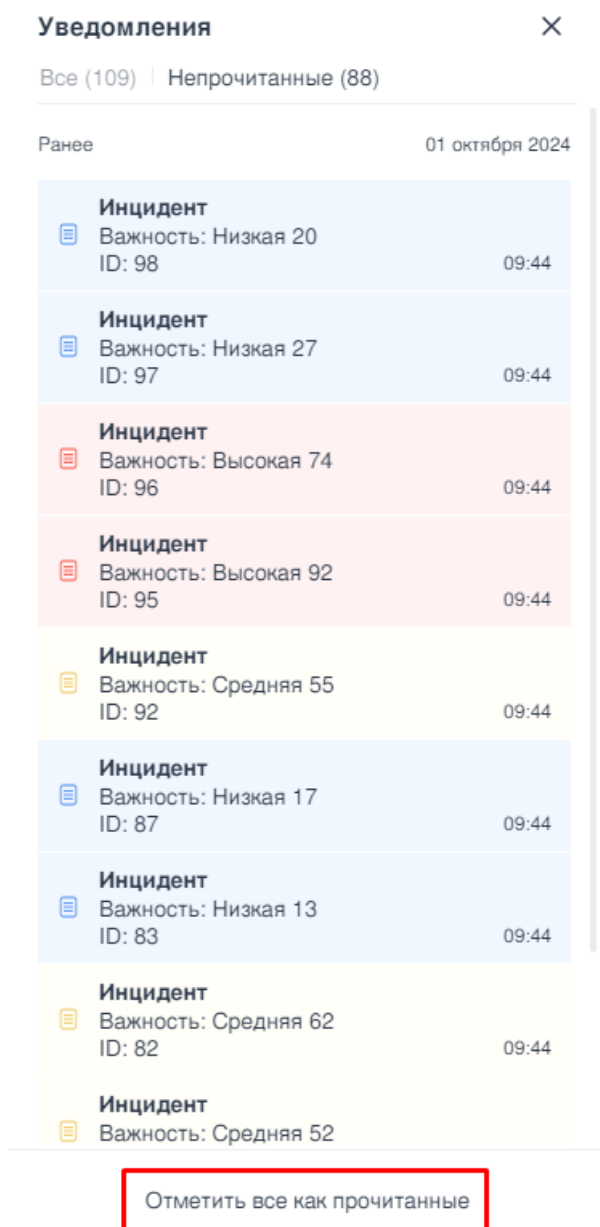 Уведомления
Все (109) Непрочитанные (88)
Ранее 01 октября 2024
Инцидент
Важность: Низкая 20
ID: 98 09:44
Инцидент
Важность: Низкая 27
ID: 97 09:44
Инцидент
Важность: Высокая 74
ID: 96 09:44
Инцидент
Важность: Высокая 92
ID: 95 09:44
Инцидент
Важность: Средняя 55
ID: 92 09:44
Инцидент
Важность: Низкая 17
ID: 87 09:44
Инцидент
Важность: Низкая 13
ID: 83 09:44
Инцидент
Важность: Средняя 62
ID: 82 09:44
Инцидент
Важность: Средняя 52
Отметить все как прочитанные